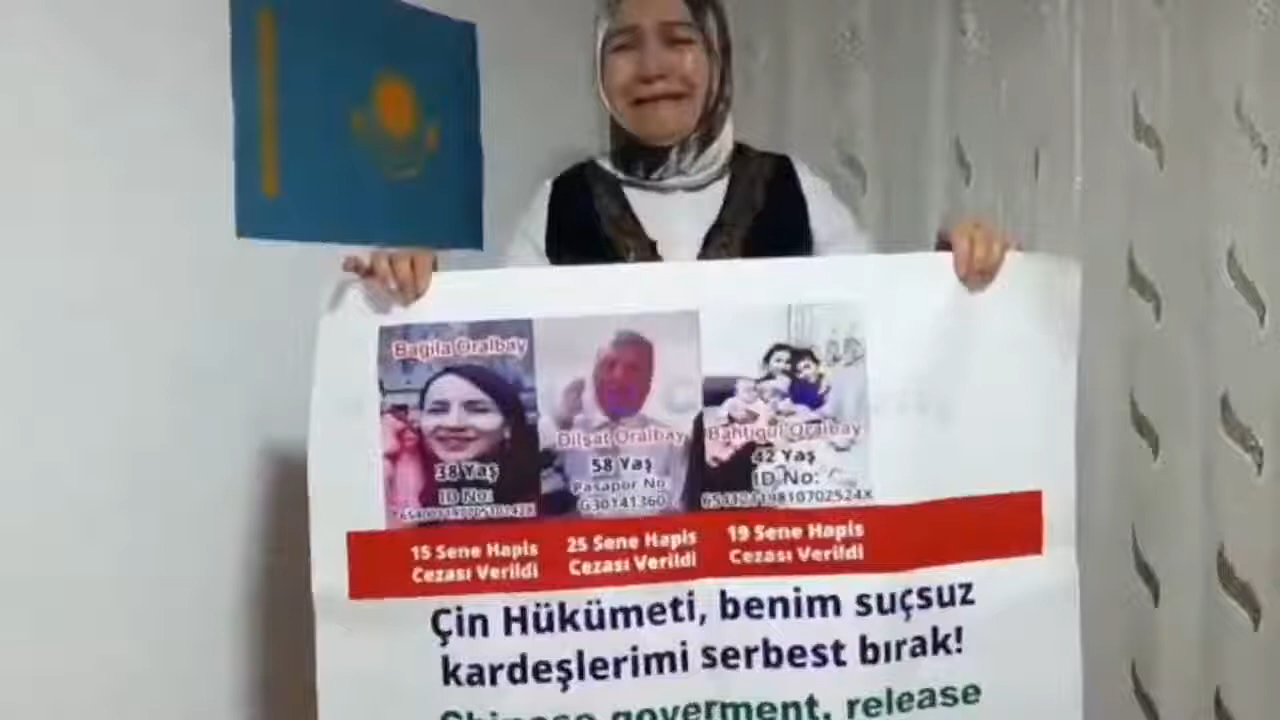 Bagila Oralbay
38 Yaş
ID No:
Dilşat Oralbay
58 Yaş
Pasapor No
G30141360
Bahtigul Oralbay
42 Yaş
ID No:
15 Sene Hapis
Cezası Verildi
25 Sene Hapis
Cezası Verildi
19 Sene Hapis
Cezası Verildi
Çin Hükümeti, benim suçsuz
kardeşlerimi serbest bırak!
Chinese goverment, release